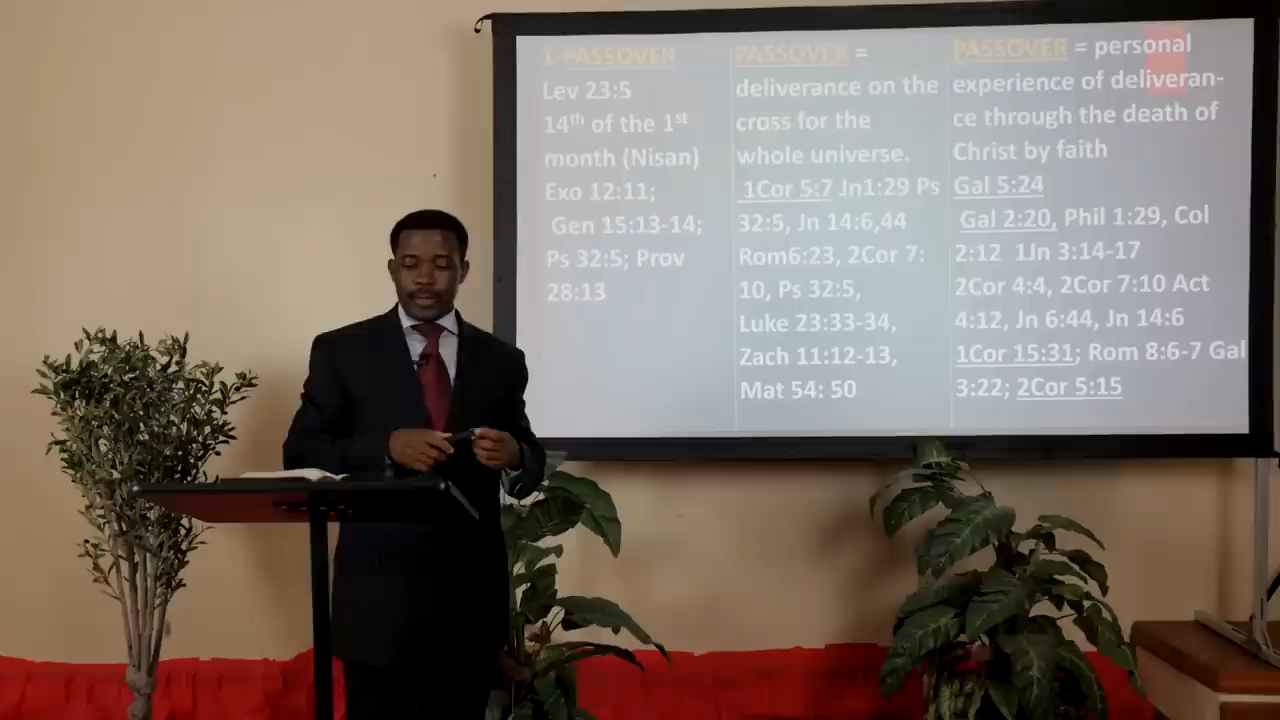 1-PASSOVER
Lev 23:5
14th of the 1st
month (Nisan)
Exo 12:11;
Gen 15:13-14;
Ps 32:5; Prov
28:13
PASSOVER =
deliverance on the
cross for the
whole universe.
1Cor 5:7 Jn1:29 Ps
32:5, Jn 14:6,44
Rom6:23, 2Cor 7:
10, Ps 32:5,
Luke 23:33-34,
Zach 11:12-13,
Mat 54: 50
PASSOVER = personal
experience of deliveran-
ce through the death of
Christ by faith
Gal 5:24
Gal 2:20, Phil 1:29, Col
2:12 1Jn 3:14-17
2Cor 4:4, 2Cor 7:10 Act
4:12, Jn 6:44, Jn 14:6
1Cor 15:31; Rom 8:6-7 Gal
3:22; 2Cor 5:15